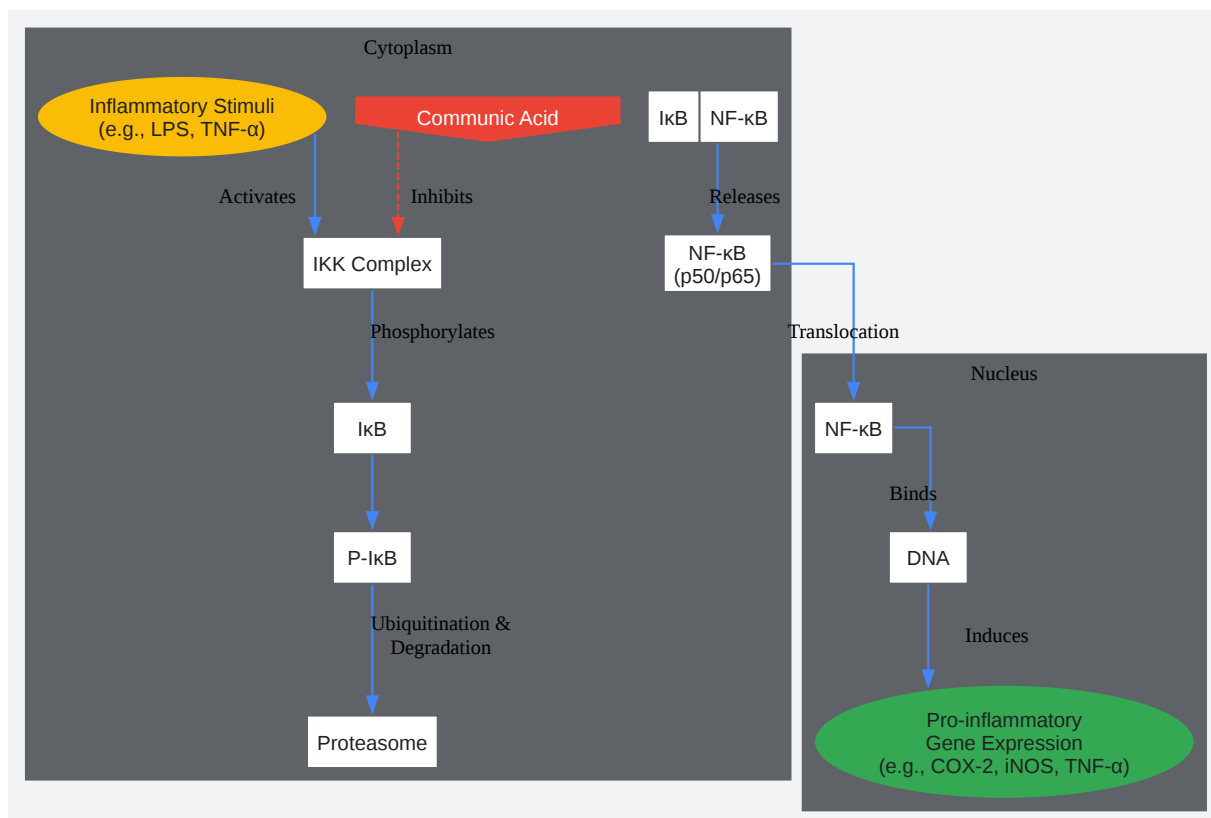 Cytoplasm
Inflammatory Stimuli
(e.g., LPS, TNF-α)
Communic Acid
IκB
NF-κB
Activates
Inhibits
Releases
IKK Complex
NF-κB
(p50/p65)
Phosphorylates
Translocation
Nucleus
IκB
NF-κB
Binds
P-IκB
DNA
Ubiquitination &
Degradation
Induces
Proteasome
Pro-inflammatory
Gene Expression
(e.g., COX-2, iNOS, TNF-α)